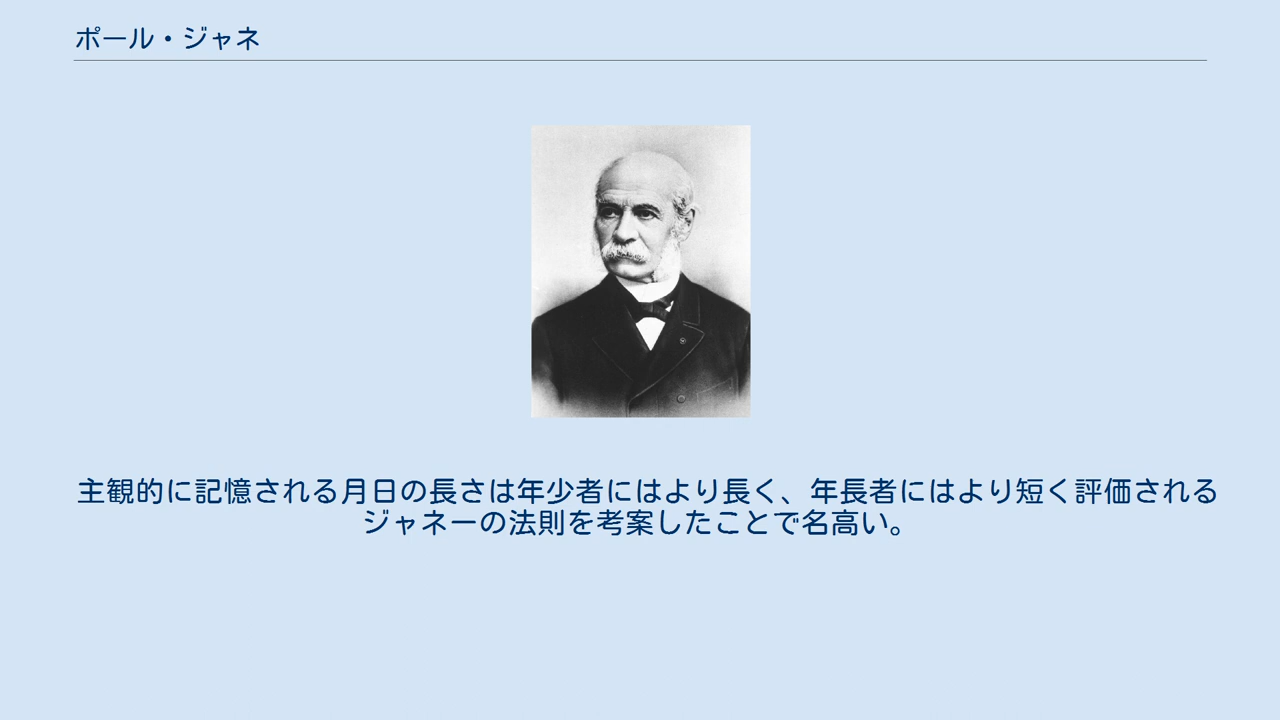 ポール・ジャネ
主観的に記憶される月日の長さは年少者にはより長く、年長者にはより短く評価される
ジャネーの法則を考案したことで名高い。